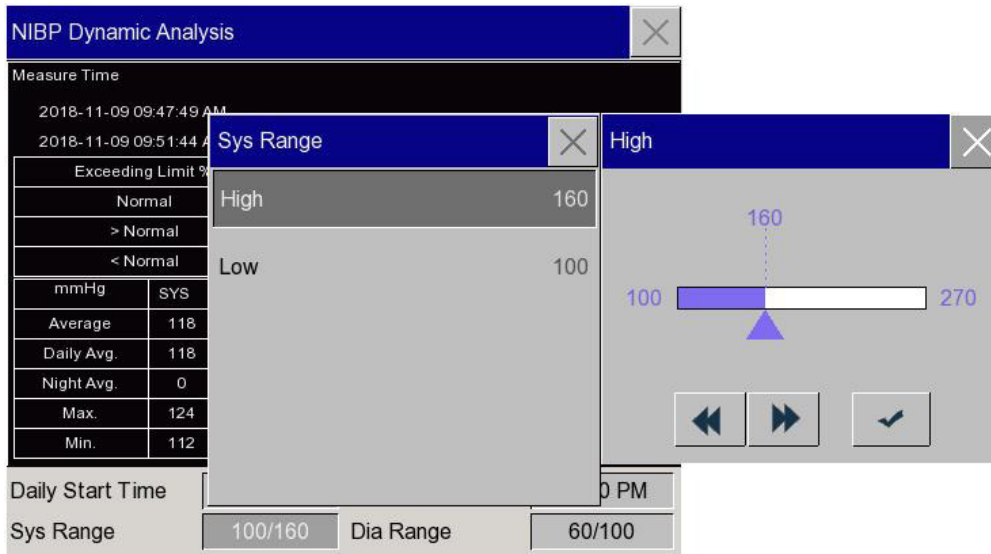 NIBP Dynamic Analysis
Measure Time
2018-11-09 09:47:49 AM
2018-11-09 09:51:44
Exceeding Limit %
Normal
> Normal
< Normal
mmHg SYS
Average 118
Daily Avg. 118
Night Avg. 0
Max. 124
Min. 112
Daily Start Time 0 PM
Sys Range 100/160 Dia Range 60/100
Sys Range
High 160
Low 100
High
160
100 270